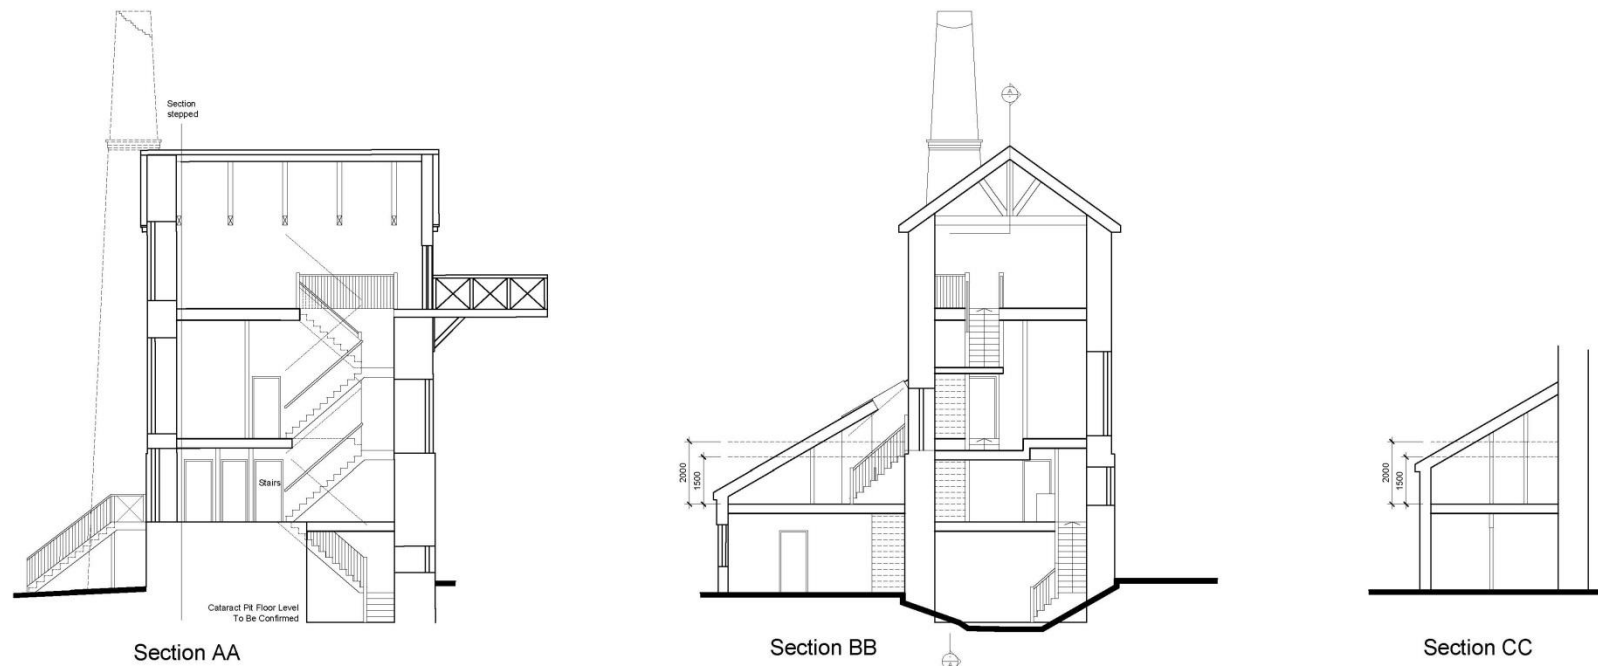 Section
stepped
Stairs
Cataract Pit Floor Level
To Be Confirmed
Section AA
A
2000
1500
A
Section BB
2000
1500
Section CC